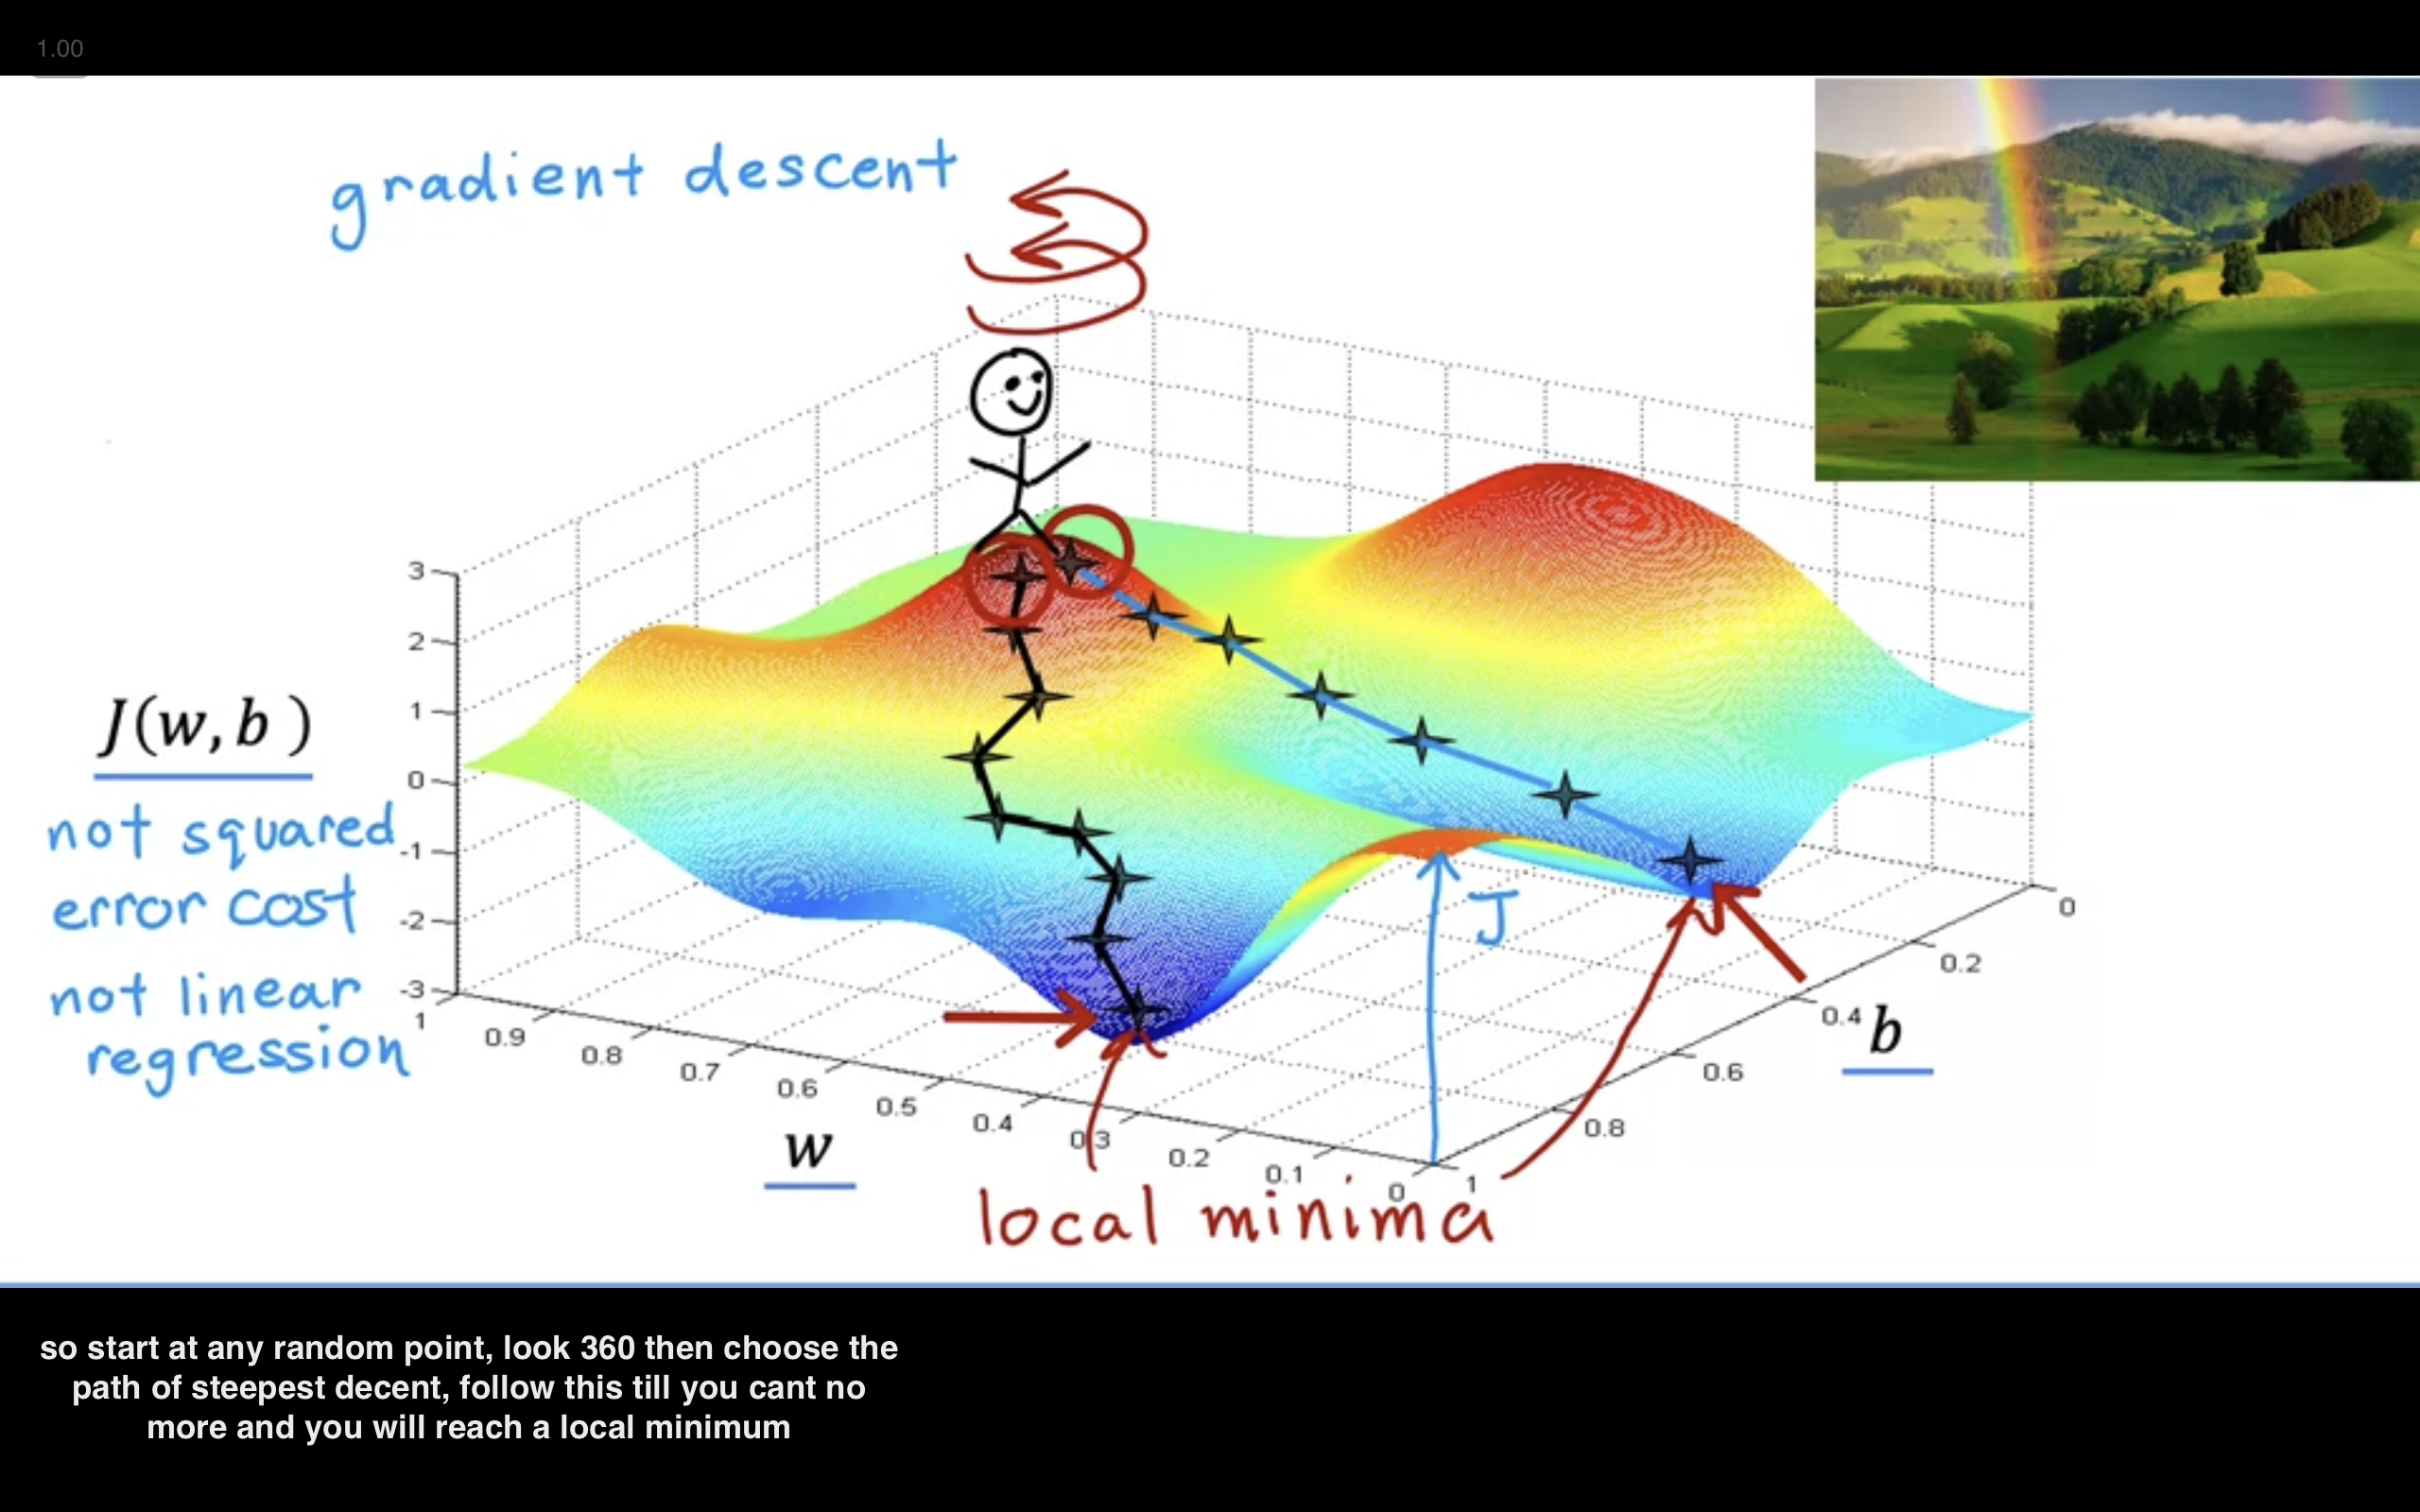 1.00
gradient descent
3
2
1
0
-1
-2
-3
J(w, b )
not squared
error cost
not linear
regression
J
1
0.9
0.8
0.7
0.6
0.5
0.4
0.3
0.2
0.1
0
w
0
0.2
0.4
0.6
0.8
1
b
local minima
so start at any random point, look 360 then choose the
path of steepest decent, follow this till you cant no
more and you will reach a local minimum